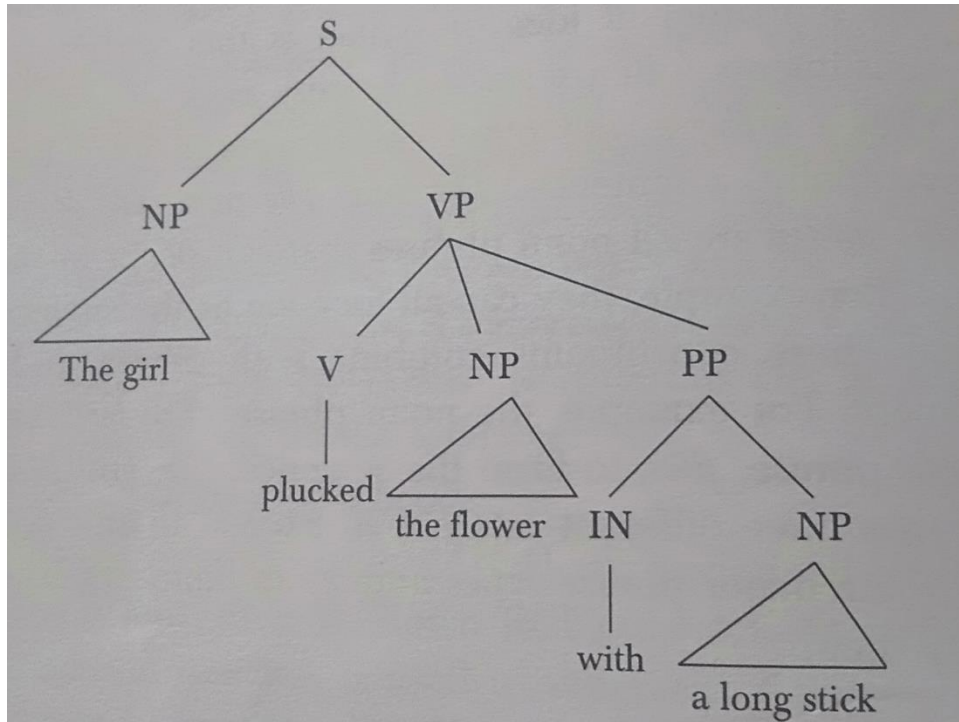 S
NP VP
The girl V NP PP
plucked
the flower IN NP
with
a long stick